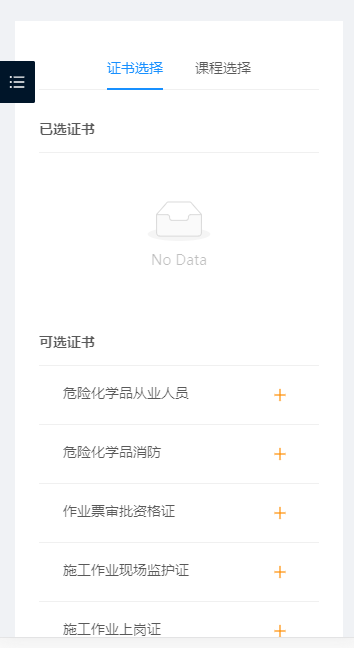 证书选择 课程选择
已选证书
No Data
可选证书
危险化学品从业人员
危险化学品消防
作业票审批资格证
施工作业现场监护证
施工作业上岗证